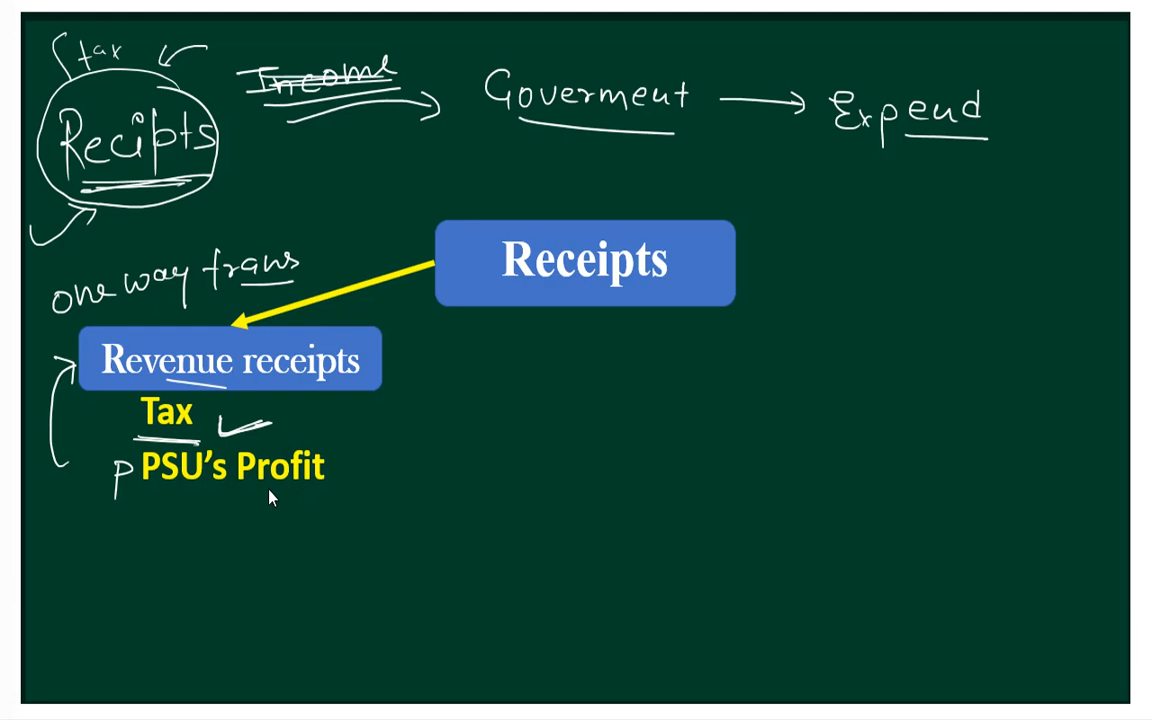 tax
Recipts
Income
Goverment
Expend
Receipts
one way trans
Revenue receipts
Tax
P PSU's Profit